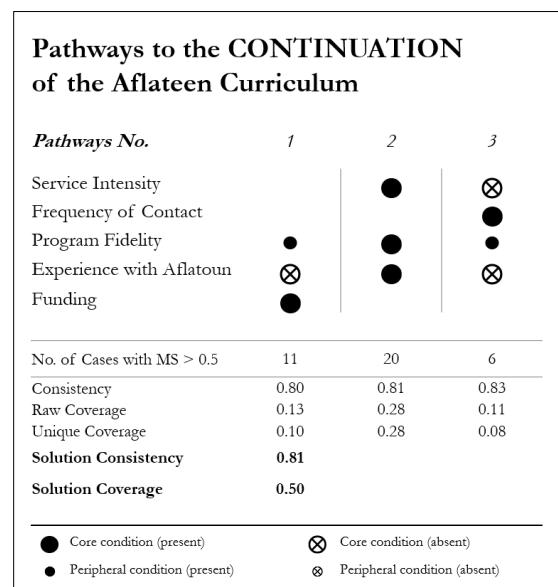 Pathways to the CONTINUATION
of the Aflateen Curriculum
Pathways No. 1 2 3
Service Intensity
Frequency of Contact
Program Fidelity
Experience with Aflatoun
Funding
No. of Cases with MS > 0.5 11 20 6
Consistency 0.80 0.81 0.83
Raw Coverage 0.13 0.28 0.11
Unique Coverage 0.10 0.28 0.08
Solution Consistency 0.81
Solution Coverage 0.50
Core condition (present) Core condition (absent)
Peripheral condition (present) Peripheral condition (absent)